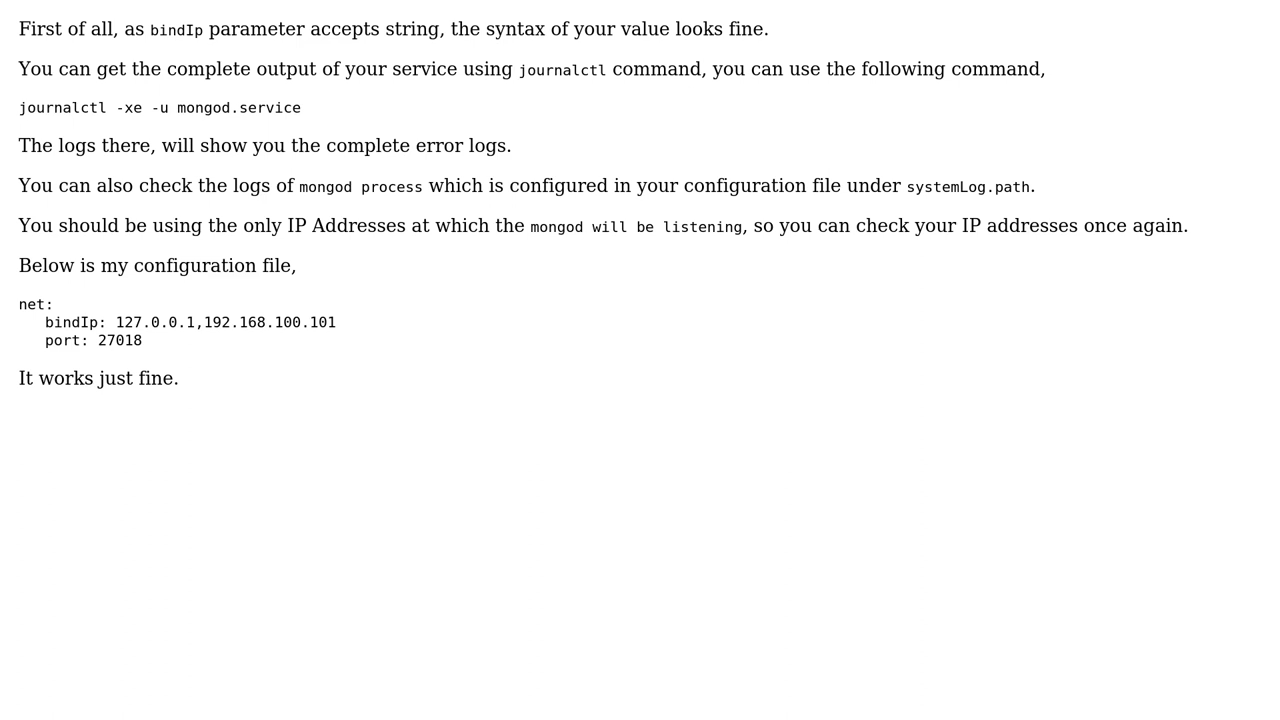 First of all, as bindIp parameter accepts string, the syntax of your value looks fine.
You can get the complete output of your service using journalctl command, you can use the following command,
journalctl -xe -u mongod.service
The logs there, will show you the complete error logs.
You can also check the logs of mongod process which is configured in your configuration file under systemLog.path.
You should be using the only IP Addresses at which the mongod will be listening, so you can check your IP addresses once again.
Below is my configuration file,
net:
   bindIp: 127.0.0.1,192.168.100.101
   port: 27018
It works just fine.